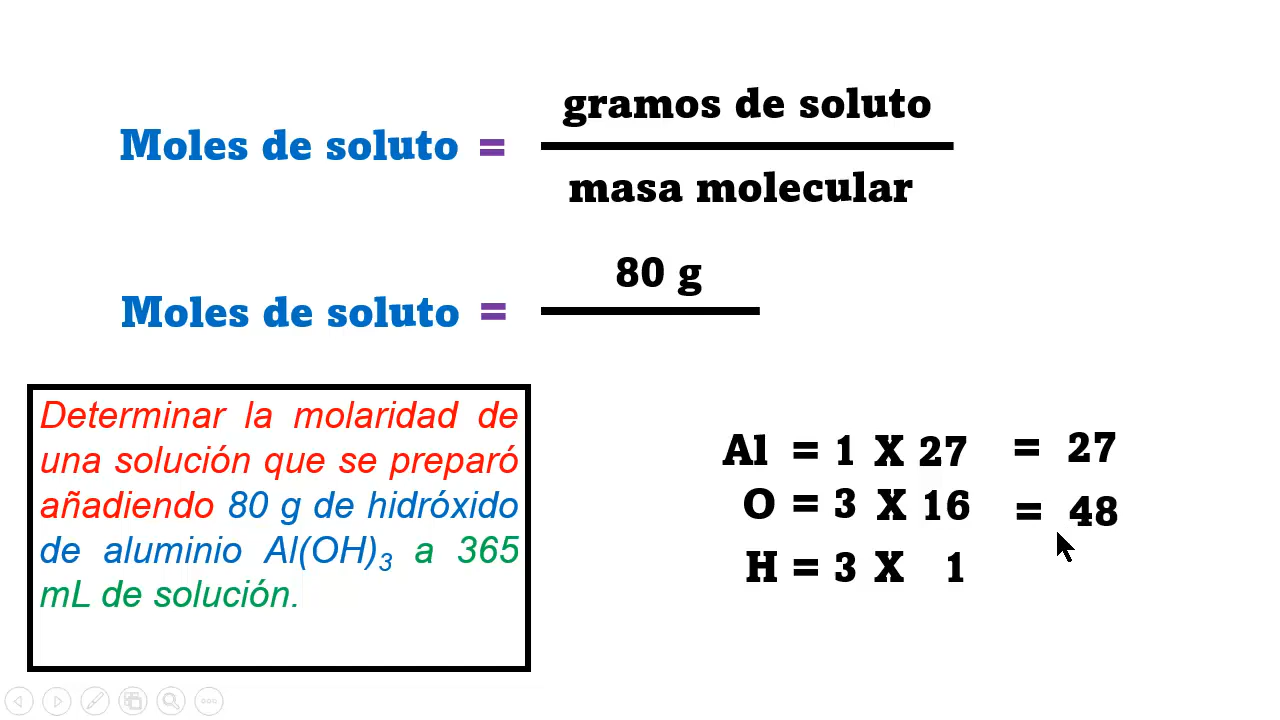 gramos de soluto
Moles de soluto =
masa molecular
80 g
Moles de soluto =
Determinar la molaridad de
una solución que se preparó
añadiendo 80 g de hidróxido
de aluminio Al(OH)₃ a 365
mL de solución.
Al = 1 X 27 = 27
O = 3 X 16 = 48
H = 3 X 1